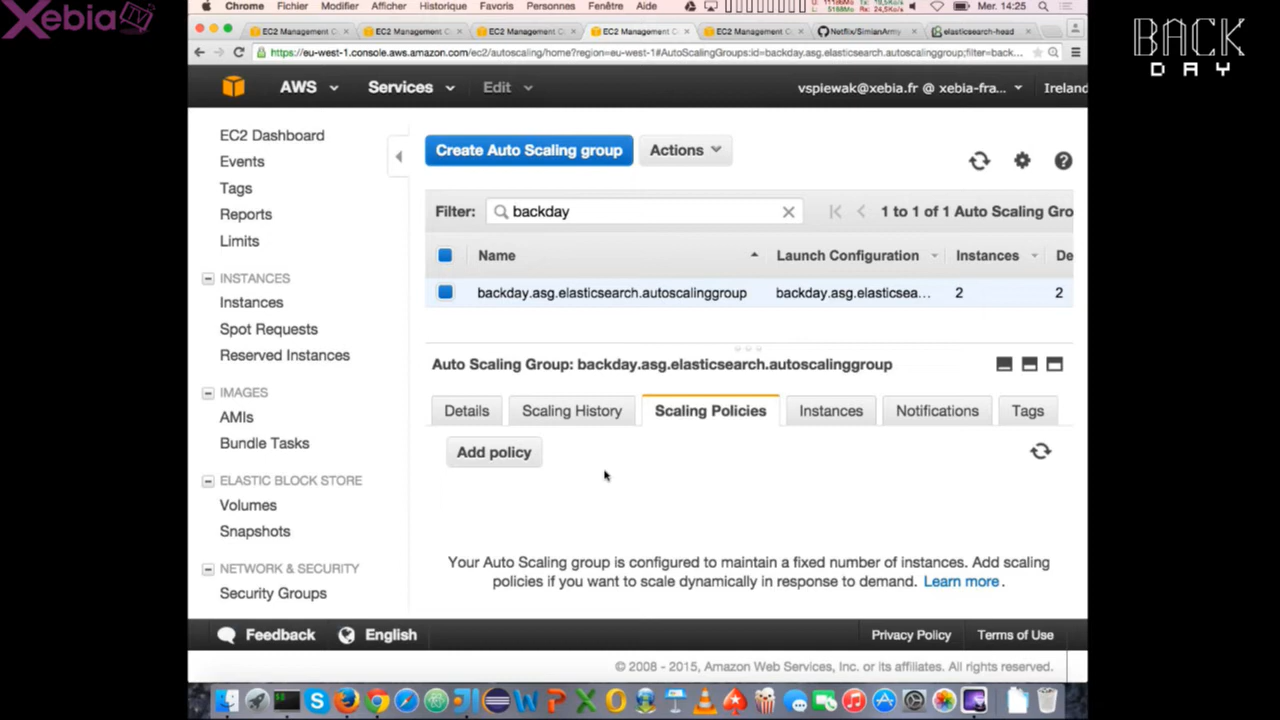 Xebia TV
BACK
DAY
Chrome Fichier Modifier Afficher Historique Favoris Personnes Fenêtre Aide Mer. 14:25
EC2 Management C EC2 Management C EC2 Management C EC2 Management C EC2 Management C Netflix/SimianArmy elasticsearch-head
https://eu-west-1.console.aws.amazon.com/ec2/autoscaling/home?region=eu-west-1#AutoScalingGroups:id=backday.asg.elasticsearch.autoscalinggroup;filter=back...
AWS Services Edit vspiewak@xebia.fr @ xebia-fra... Ireland
EC2 Dashboard
Events
Tags
Reports
Limits
INSTANCES
Instances
Spot Requests
Reserved Instances
IMAGES
AMIs
Bundle Tasks
ELASTIC BLOCK STORE
Volumes
Snapshots
NETWORK & SECURITY
Security Groups
Create Auto Scaling group Actions
Filter: backday 1 to 1 of 1 Auto Scaling Gro
Name Launch Configuration Instances De
backday.asg.elasticsearch.autoscalinggroup backday.asg.elasticsea... 2 2
Auto Scaling Group: backday.asg.elasticsearch.autoscalinggroup
Details Scaling History Scaling Policies Instances Notifications Tags
Add policy
Your Auto Scaling group is configured to maintain a fixed number of instances. Add scaling
policies if you want to scale dynamically in response to demand. Learn more.
Feedback English Privacy Policy Terms of Use
© 2008 - 2015, Amazon Web Services, Inc. or its affiliates. All rights reserved.